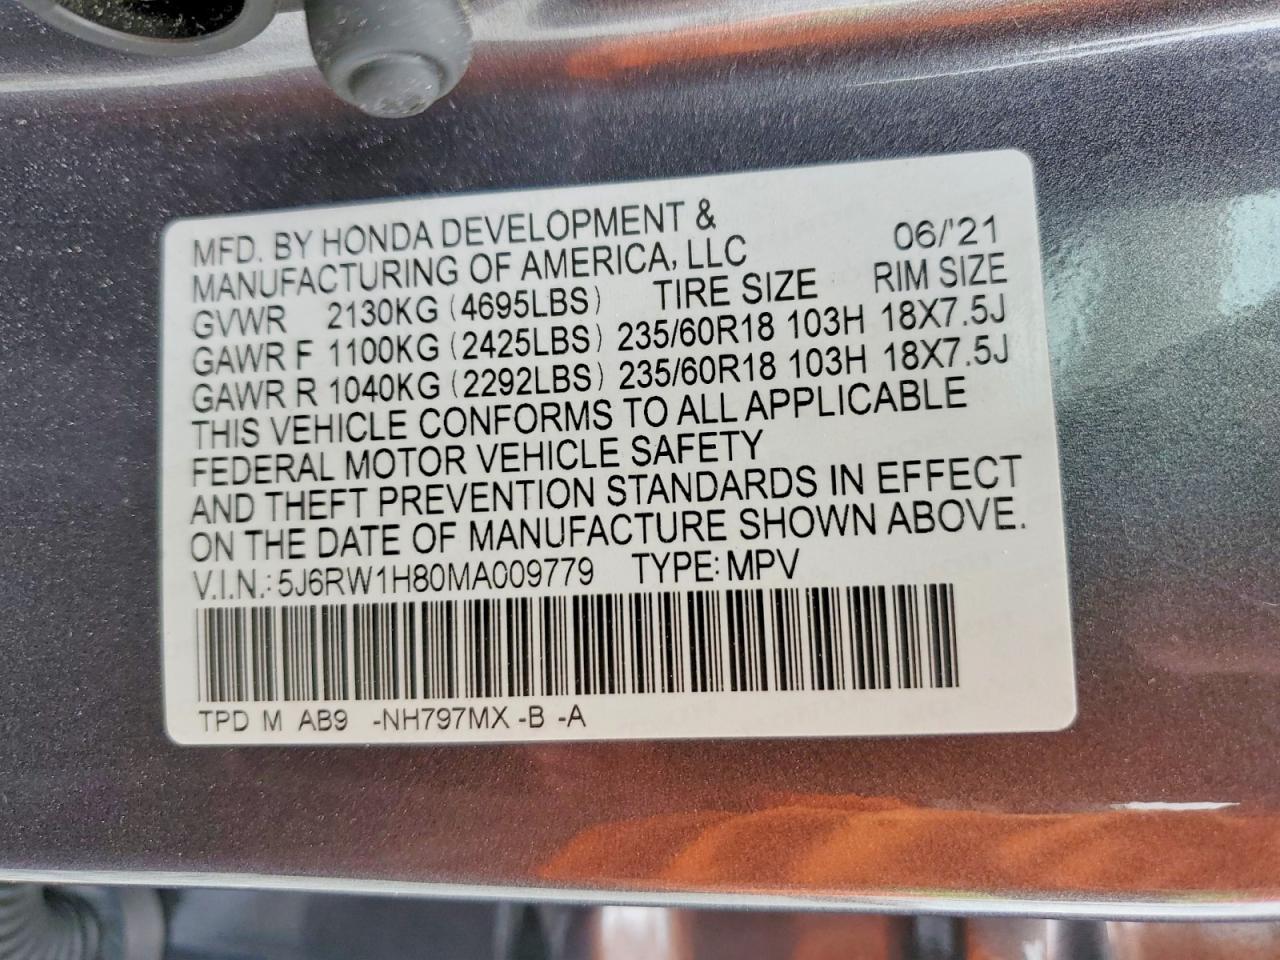 MFD. BY HONDA DEVELOPMENT &
MANUFACTURING OF AMERICA, LLC 06/'21
GVWR 2130KG (4695LBS) TIRE SIZE RIM SIZE
GAWR F 1100KG (2425LBS) 235/60R18 103H 18X7.5J
GAWR R 1040KG (2292LBS) 235/60R18 103H 18X7.5J
THIS VEHICLE CONFORMS TO ALL APPLICABLE
FEDERAL MOTOR VEHICLE SAFETY
AND THEFT PREVENTION STANDARDS IN EFFECT
ON THE DATE OF MANUFACTURE SHOWN ABOVE.
V.I.N.: 5J6RW1H80MA009779 TYPE: MPV
TPD M AB9 -NH797MX -B -A